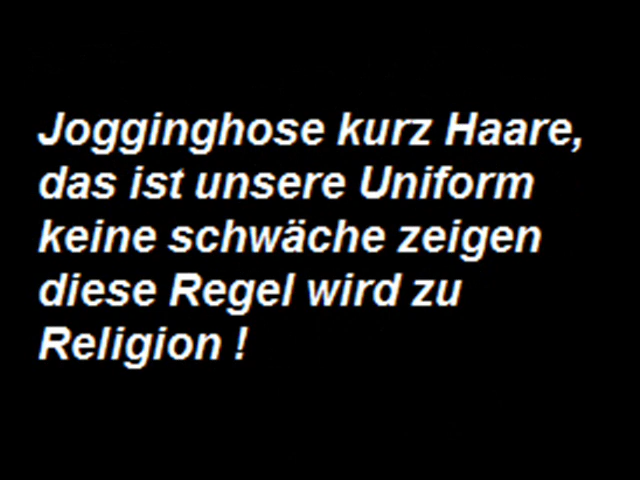 Jogginghose kurz Haare,
das ist unsere Uniform
keine schwäche zeigen
diese Regel wird zu
Religion !